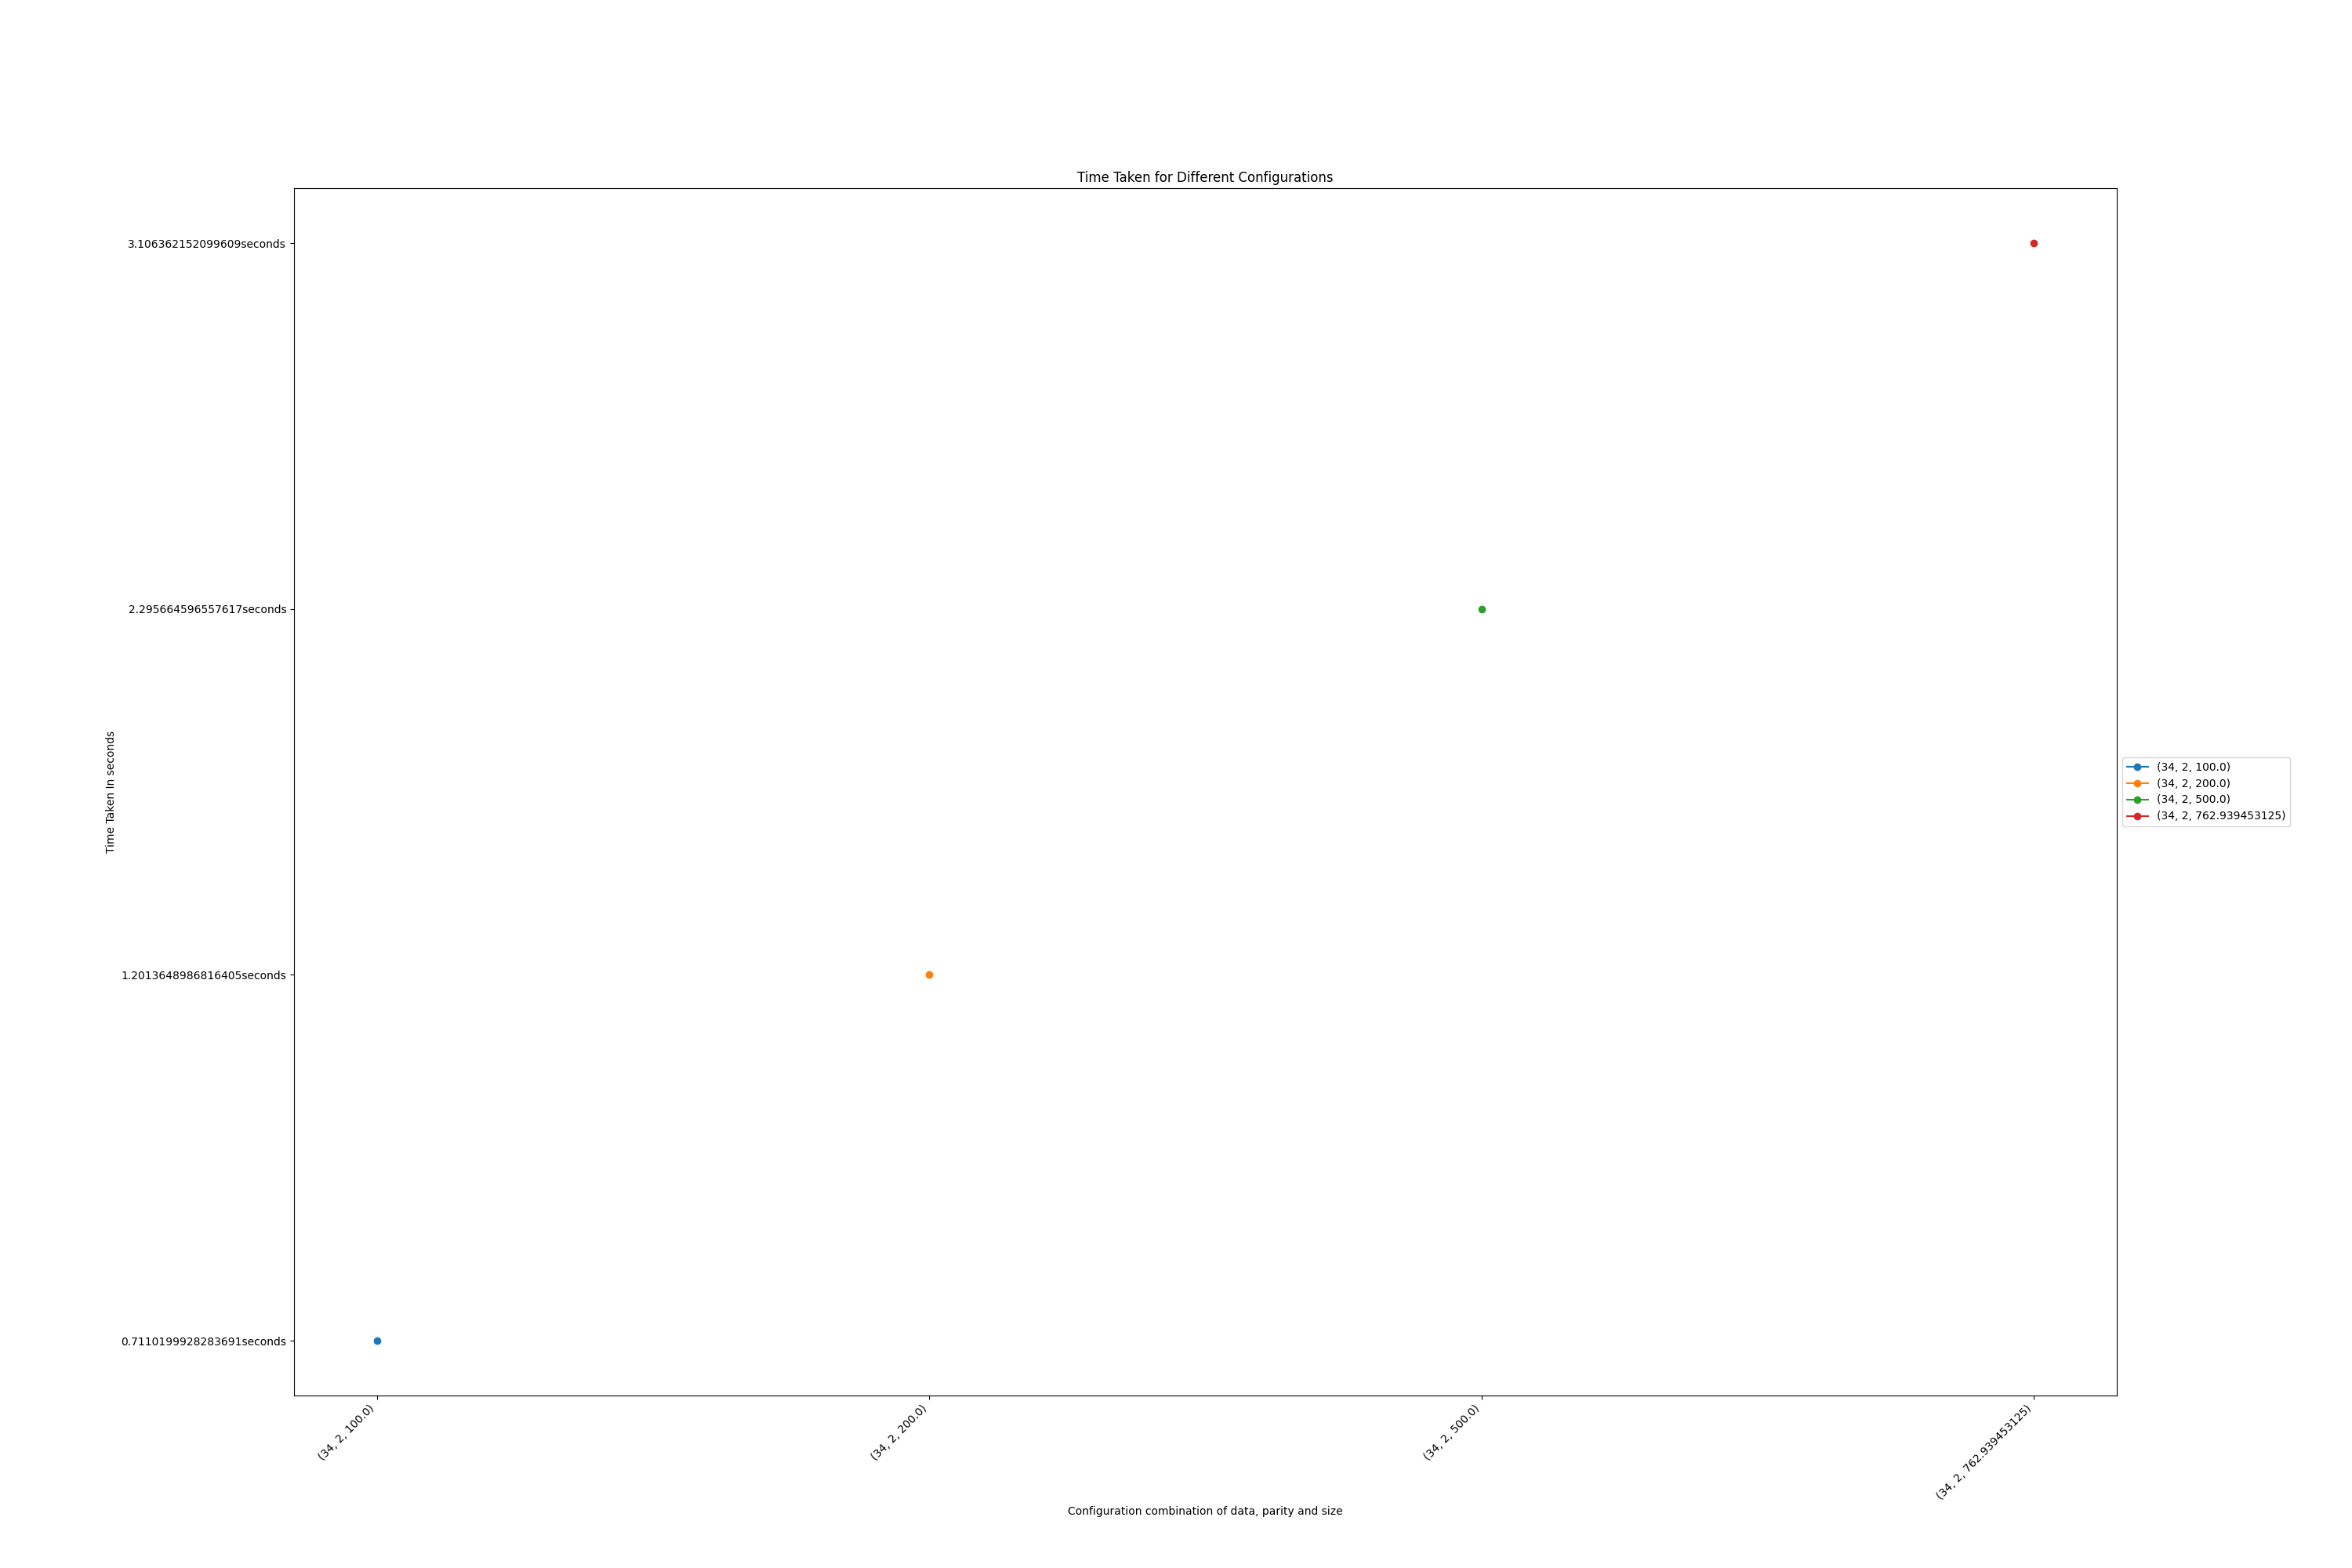 Time Taken for Different Configurations
3.106362152099609seconds
2.295664596557617seconds
1.2013648986816405seconds
0.7110199928283691seconds
Time Taken In seconds
(34, 2, 100.0)
(34, 2, 200.0)
(34, 2, 500.0)
(34, 2, 762.939453125)
Configuration combination of data, parity and size
(34, 2, 100.0)
(34, 2, 200.0)
(34, 2, 500.0)
(34, 2, 762.939453125)